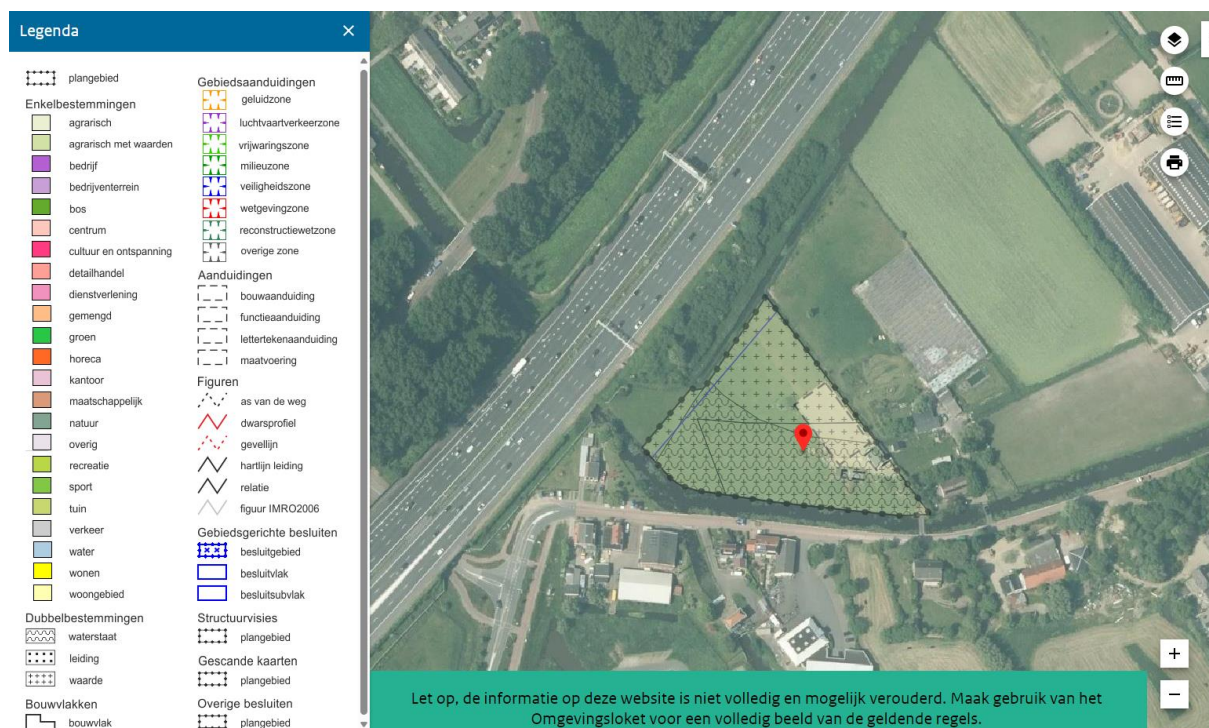 Legenda
plangebied
Enkelbestemmingen
agrarisch
agrarisch met waarden
bedrijf
bedrijventerrein
bos
centrum
cultuur en ontspanning
detailhandel
dienstverlening
gemengd
groen
horeca
kantoor
maatschappelijk
natuur
overig
recreatie
sport
tuin
verkeer
water
wonen
woongebied
Dubbelbestemmingen
waterstaat
leiding
waarde
Bouwvlakken
bouwvlak
Gebiedsaanduidingen
geluidzone
luchtvaartverkeerzone
vrijwaringszone
milieuzone
veiligheidszone
wetgevingzone
reconstructiewetzone
overige zone
Aanduidingen
bouwaanduiding
functieaanduiding
lettertekenaanduiding
maatvoering
Figuren
as van de weg
dwarsprofiel
gevellijn
hartlijn leiding
relatie
figuur IMRO2006
Gebiedsgerichte besluiten
besluitgebied
besluitvlak
besluitsubvlak
Structuurvisies
plangebied
Gescande kaarten
plangebied
Overige besluiten
plangebied
Let op, de informatie op deze website is niet volledig en mogelijk verouderd. Maak gebruik van het
Omgevingsloket voor een volledig beeld van de geldende regels.